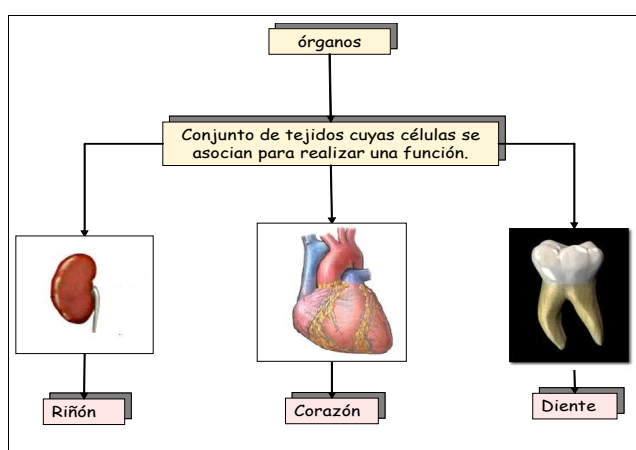 órganos
Conjunto de tejidos cuyas células se
asocian para realizar una función.
Riñón
Corazón
Diente